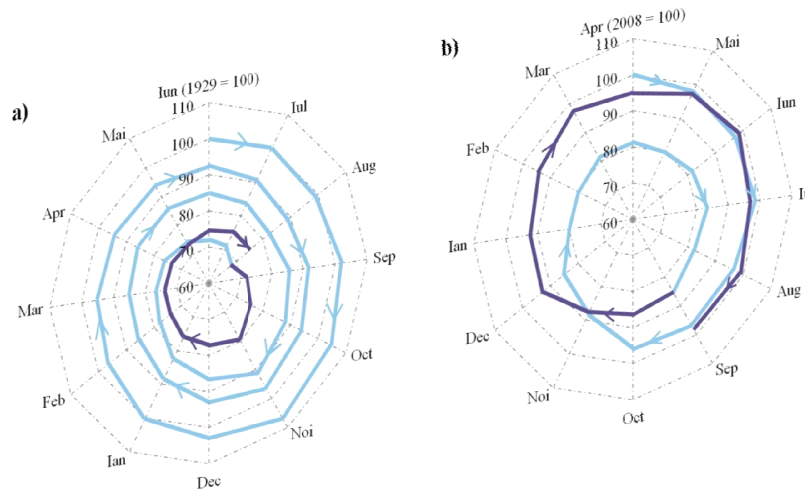 a)
Iun (1929 = 100)
110
100
90
80
70
60
Iul
Aug
Sep
Oct
Noi
Dec
Ian
Feb
Mar
Apr
Mai
b)
Apr (2008 = 100)
110
100
90
80
70
60
Mai
Iun
Aug
Sep
Oct
Noi
Dec
Ian
Feb
Mar